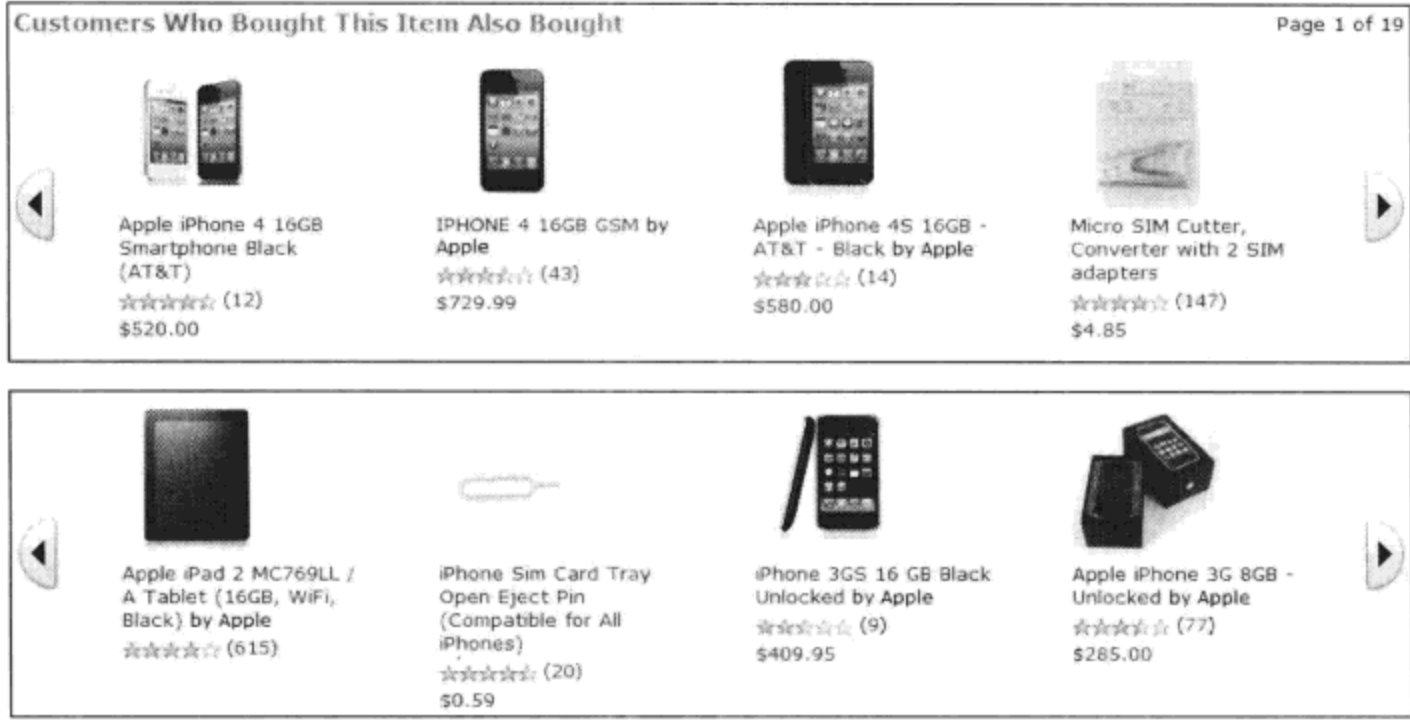 Customers Who Bought This Item Also Bought
Page 1 of 19
Apple iPhone 4 16GB
Smartphone Black
(AT&T)
(12)
$520.00
IPHONE 4 16GB GSM by
Apple
(43)
$729.99
Apple iPhone 4S 16GB -
AT&T - Black by Apple
(14)
$580.00
Micro SIM Cutter,
Converter with 2 SIM
adapters
(147)
$4.85
Apple iPad 2 MC769LL /
A Tablet (16GB, WiFi,
Black) by Apple
(615)
iPhone Sim Card Tray
Open Eject Pin
(Compatible for All
iPhones)
(20)
$0.59
iPhone 3GS 16 GB Black
Unlocked by Apple
(9)
$409.95
Apple iPhone 3G 8GB -
Unlocked by Apple
(77)
$285.00